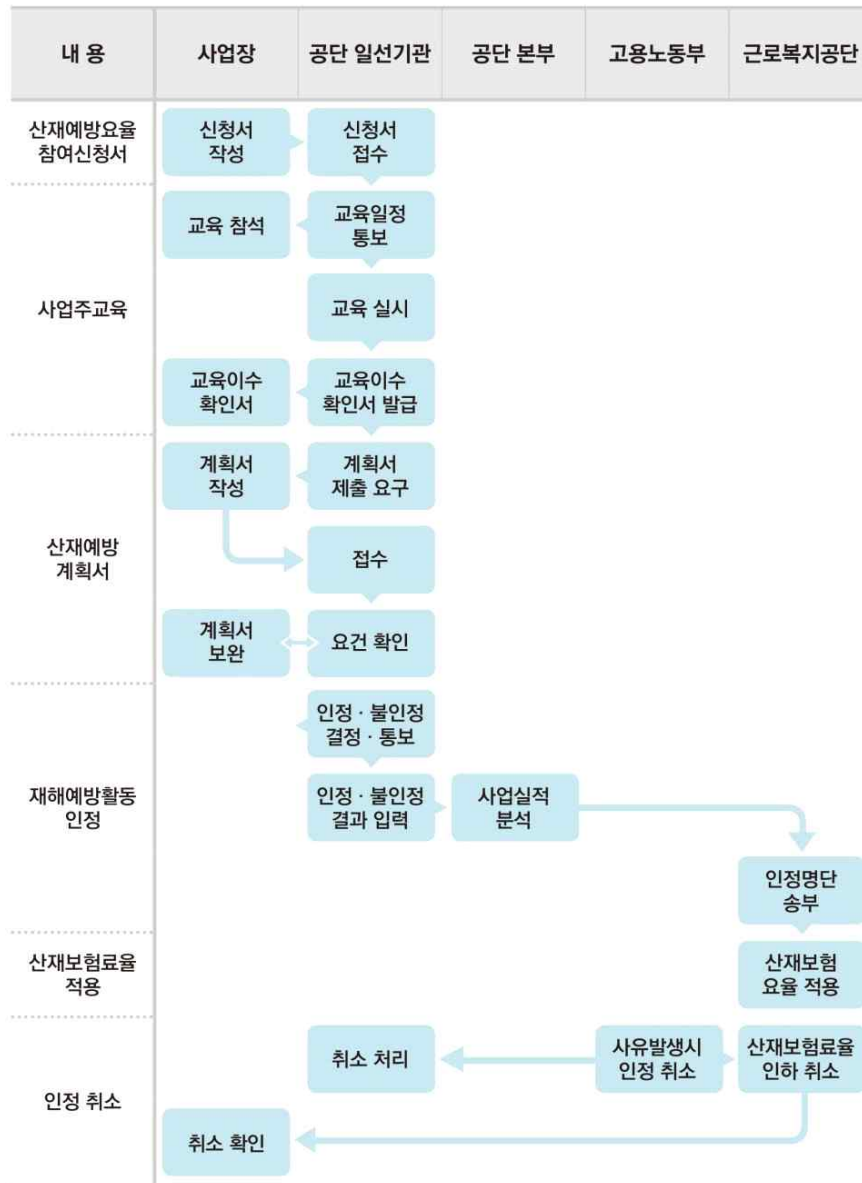 내 용
사업장
공단 일선기관
공단 본부
고용노동부
근로복지공단
산재예방요율
참여신청서
신청서
작성
신청서
접수
사업주교육
교육 참석
교육일정
통보
교육 실시
교육이수
확인서
교육이수
확인서 발급
산재예방
계획서
계획서
작성
계획서
제출 요구
접수
계획서
보완
요건 확인
재해예방활동
인정
인정 · 불인정
결정 · 통보
인정 · 불인정
결과 입력
사업실적
분석
인정명단
송부
산재보험료율
적용
산재보험
요율 적용
인정 취소
취소 처리
사유발생시
인정 취소
산재보험료율
인하 취소
취소 확인